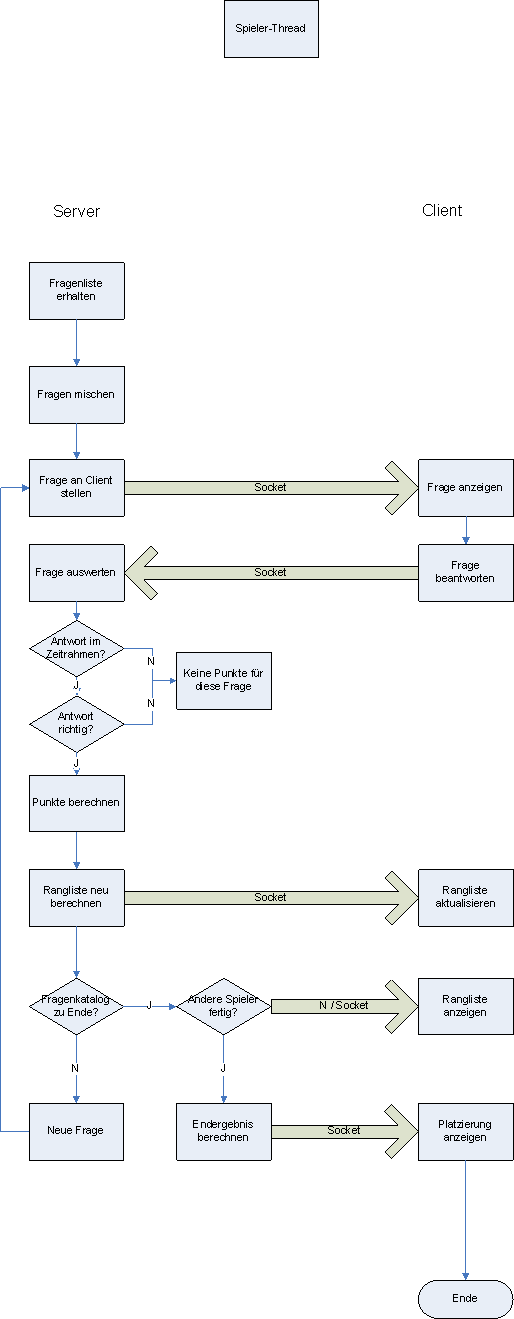 Spieler-Thread
Server
Client
Fragenliste
erhalten
Fragen mischen
Frage an Client
stellen
Socket
Frage anzeigen
Frage auswerten
Socket
Frage
beantworten
Antwort im
Zeitrahmen?
N
J
Keine Punkte für
diese Frage
Antwort
richtig?
N
J
Punkte berechnen
Rangliste neu
berechnen
Socket
Rangliste
aktualisieren
Fragenkatalog
zu Ende?
J
Andere Spieler
fertig?
N / Socket
Rangliste
anzeigen
N
J
Neue Frage
Endergebnis
berechnen
Socket
Platzierung
anzeigen
Ende